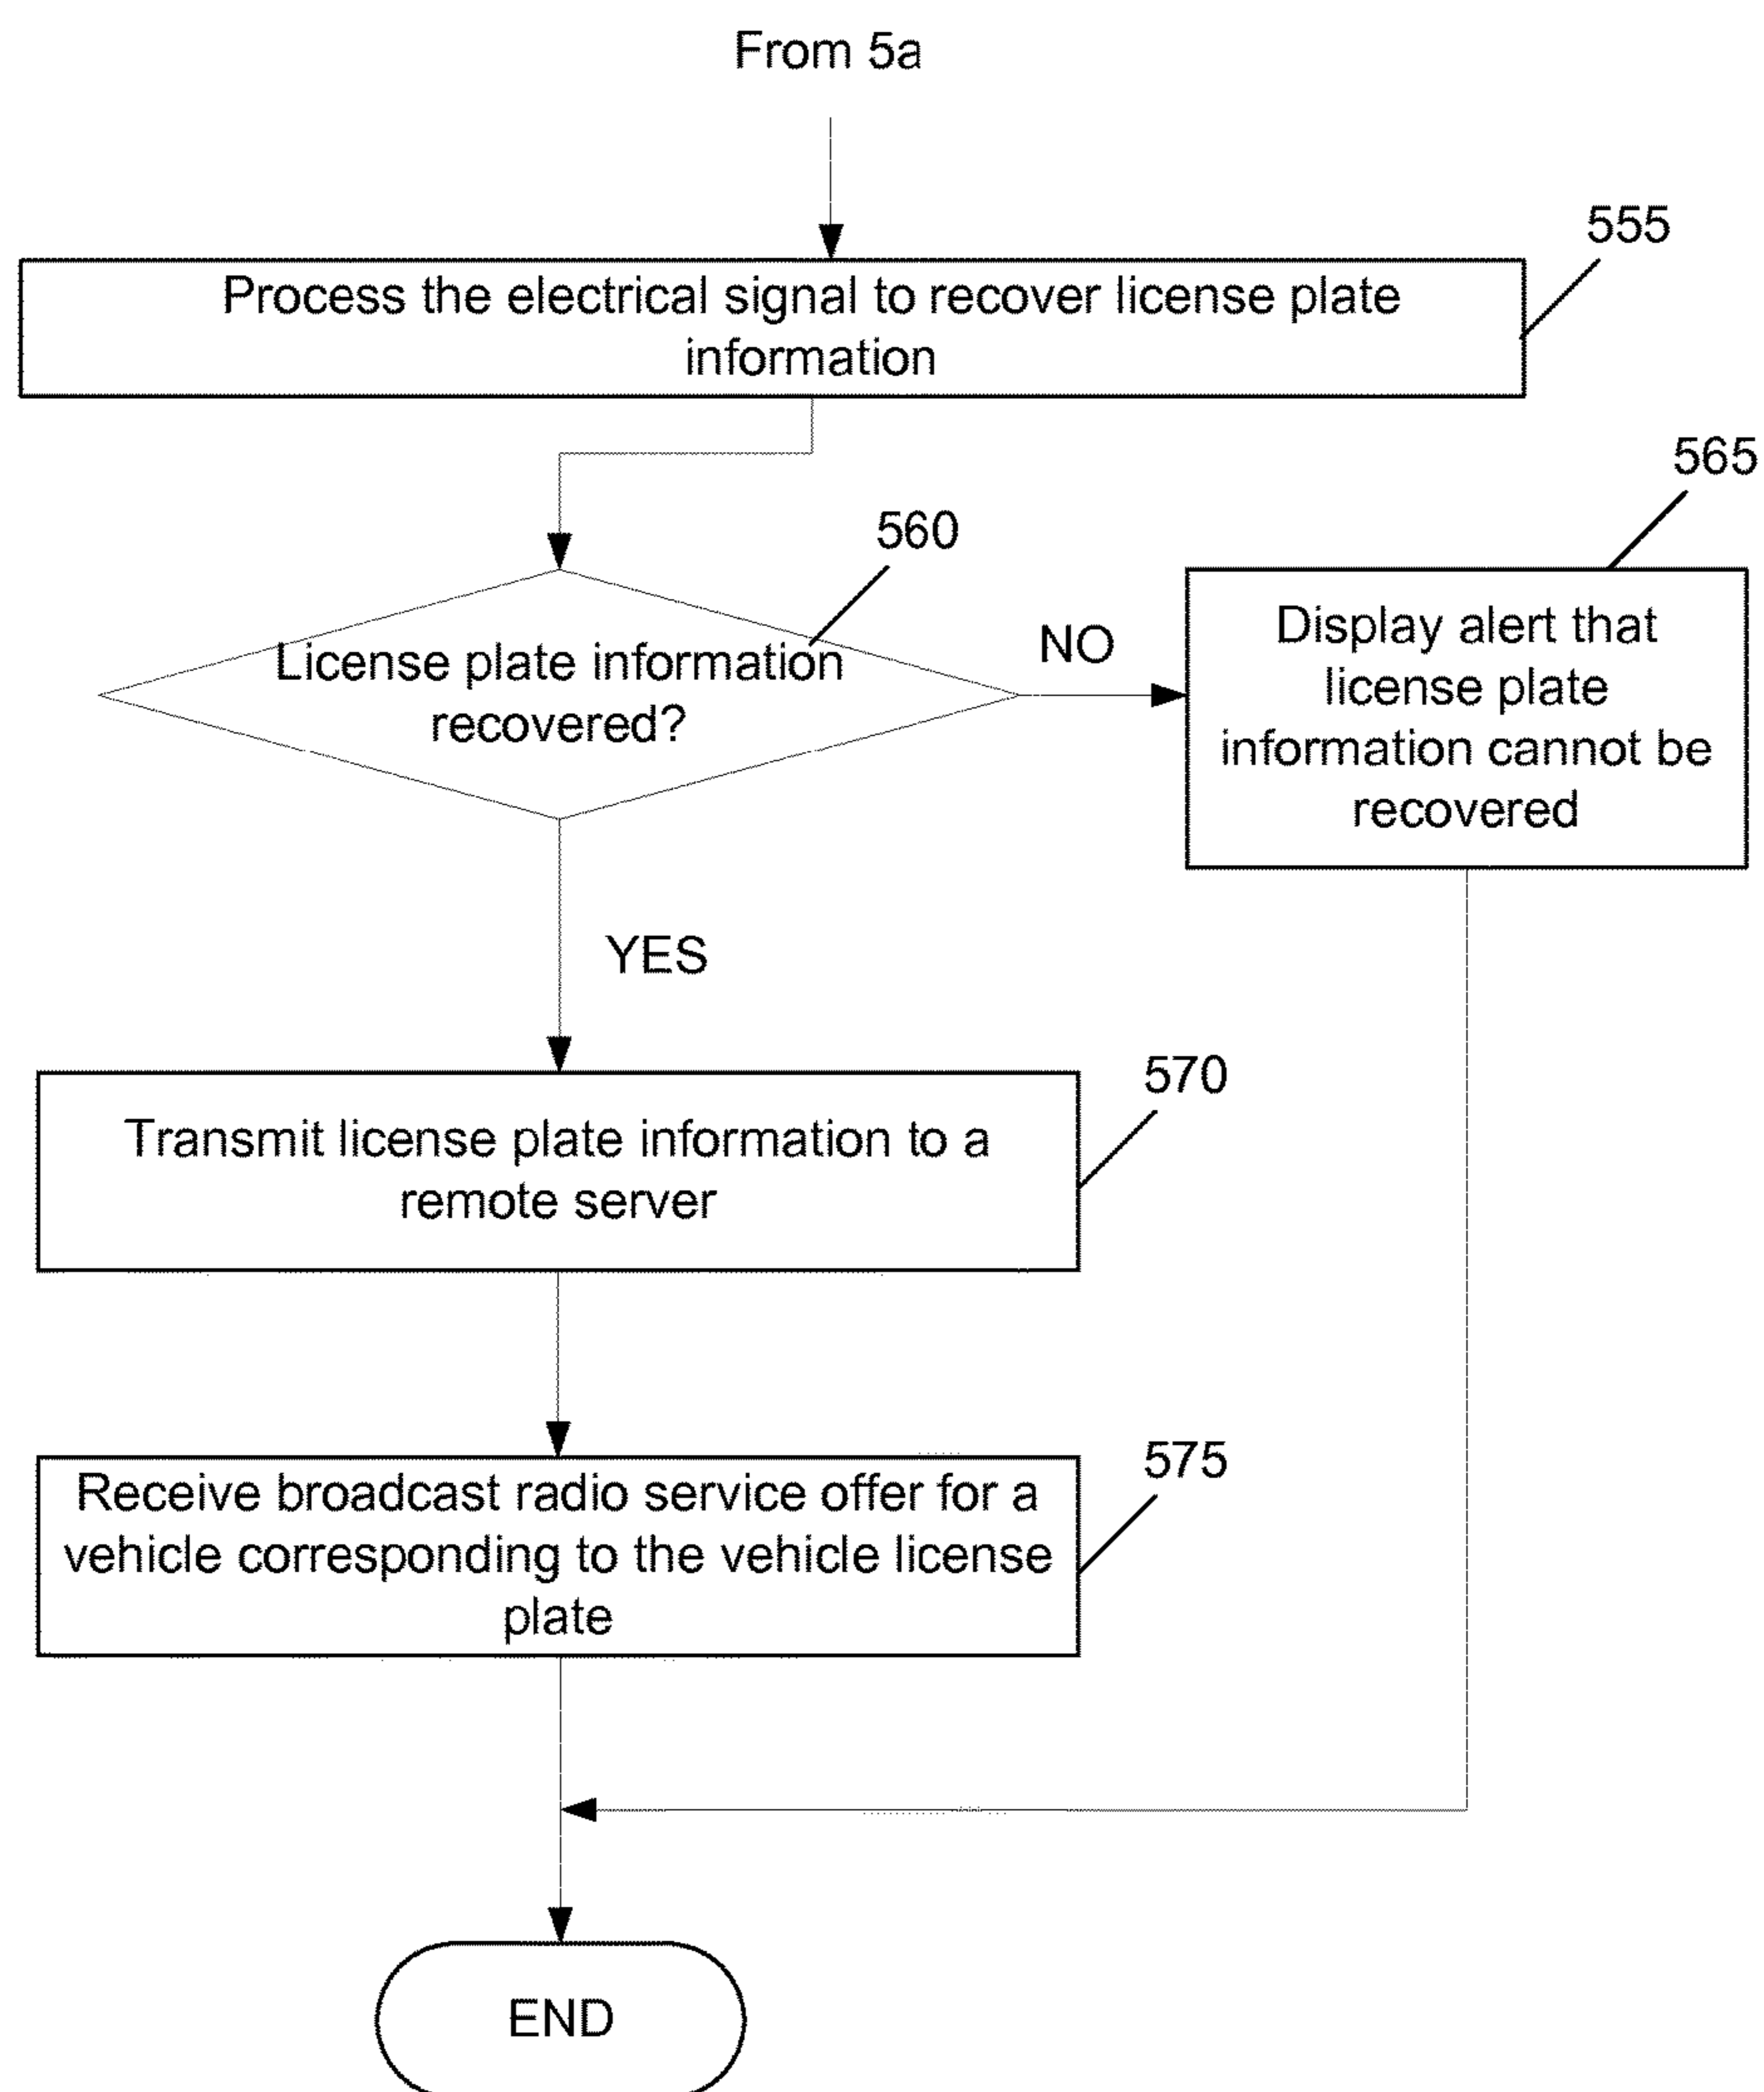 From 5a
555
Process the electrical signal to recover license plate
information
565
560
License plate information
recovered?
NO
Display alert that
license plate
information cannot be
recovered
YES
570
Transmit license plate information to a
remote server
575
Receive broadcast radio service offer for a
vehicle corresponding to the vehicle license
plate
END